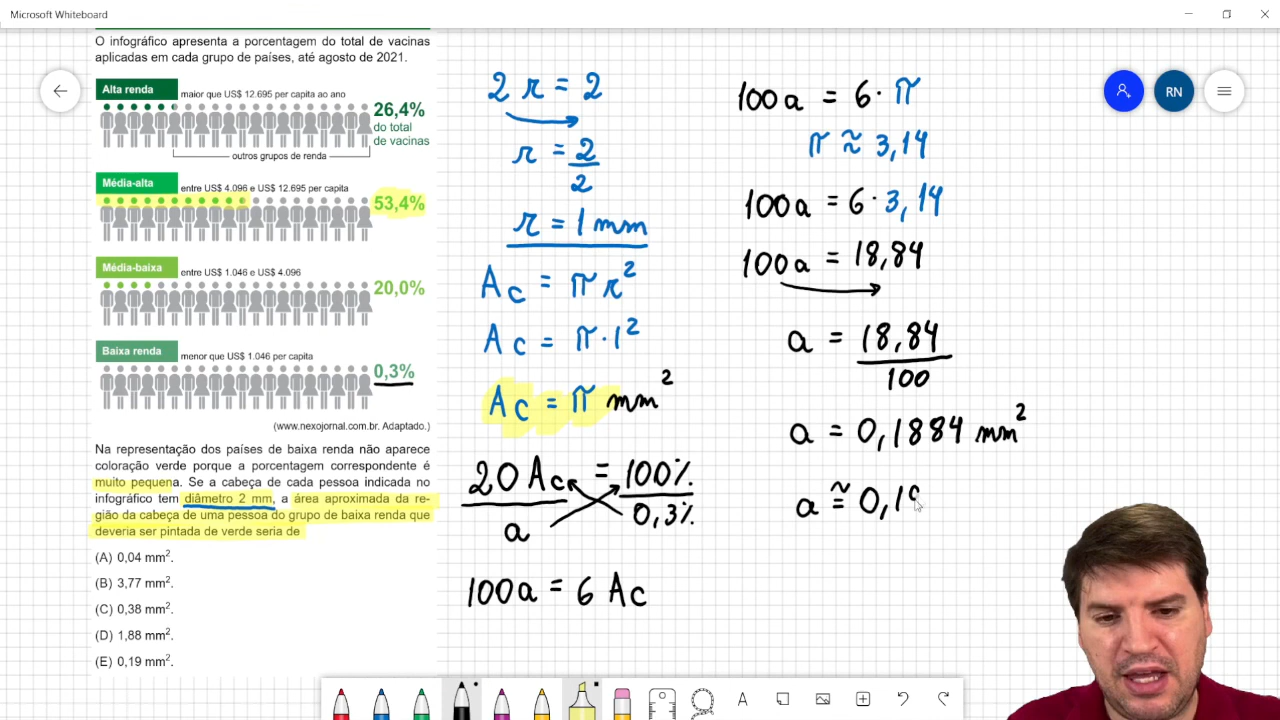 Microsoft Whiteboard
O infográfico apresenta a porcentagem do total de vacinas
aplicadas em cada grupo de países, até agosto de 2021.
Alta renda maior que US$ 12.695 per capita ao ano
26,4%
do total
de vacinas
outros grupos de renda
Média-alta entre US$ 4.096 e US$ 12.695 per capita
53,4%
Média-baixa entre US$ 1.046 e US$ 4.096
20,0%
Baixa renda menor que US$ 1.046 per capita
0,3%
(www.nexojornal.com.br. Adaptado.)
Na representação dos países de baixa renda não aparece
coloração verde porque a porcentagem correspondente é
muito pequena. Se a cabeça de cada pessoa indicada no
infográfico tem diâmetro 2 mm, a área aproximada da re-
gião da cabeça de uma pessoa do grupo de baixa renda que
deveria ser pintada de verde seria de
(A) 0,04 mm².
(B) 3,77 mm².
(C) 0,38 mm².
(D) 1,88 mm².
(E) 0,19 mm².
2 r = 2
r = 2
2
r = 1 mm
Ac = π r²
Ac = π · 1²
Ac = π mm²
20 Ac = 100%
a 0,3%
100a = 6 Ac
100a = 6 · π
π ≈ 3,14
100a = 6 · 3,14
100a = 18,84
a = 18,84
100
a = 0,1884 mm²
a ≅ 0,19
RN
A